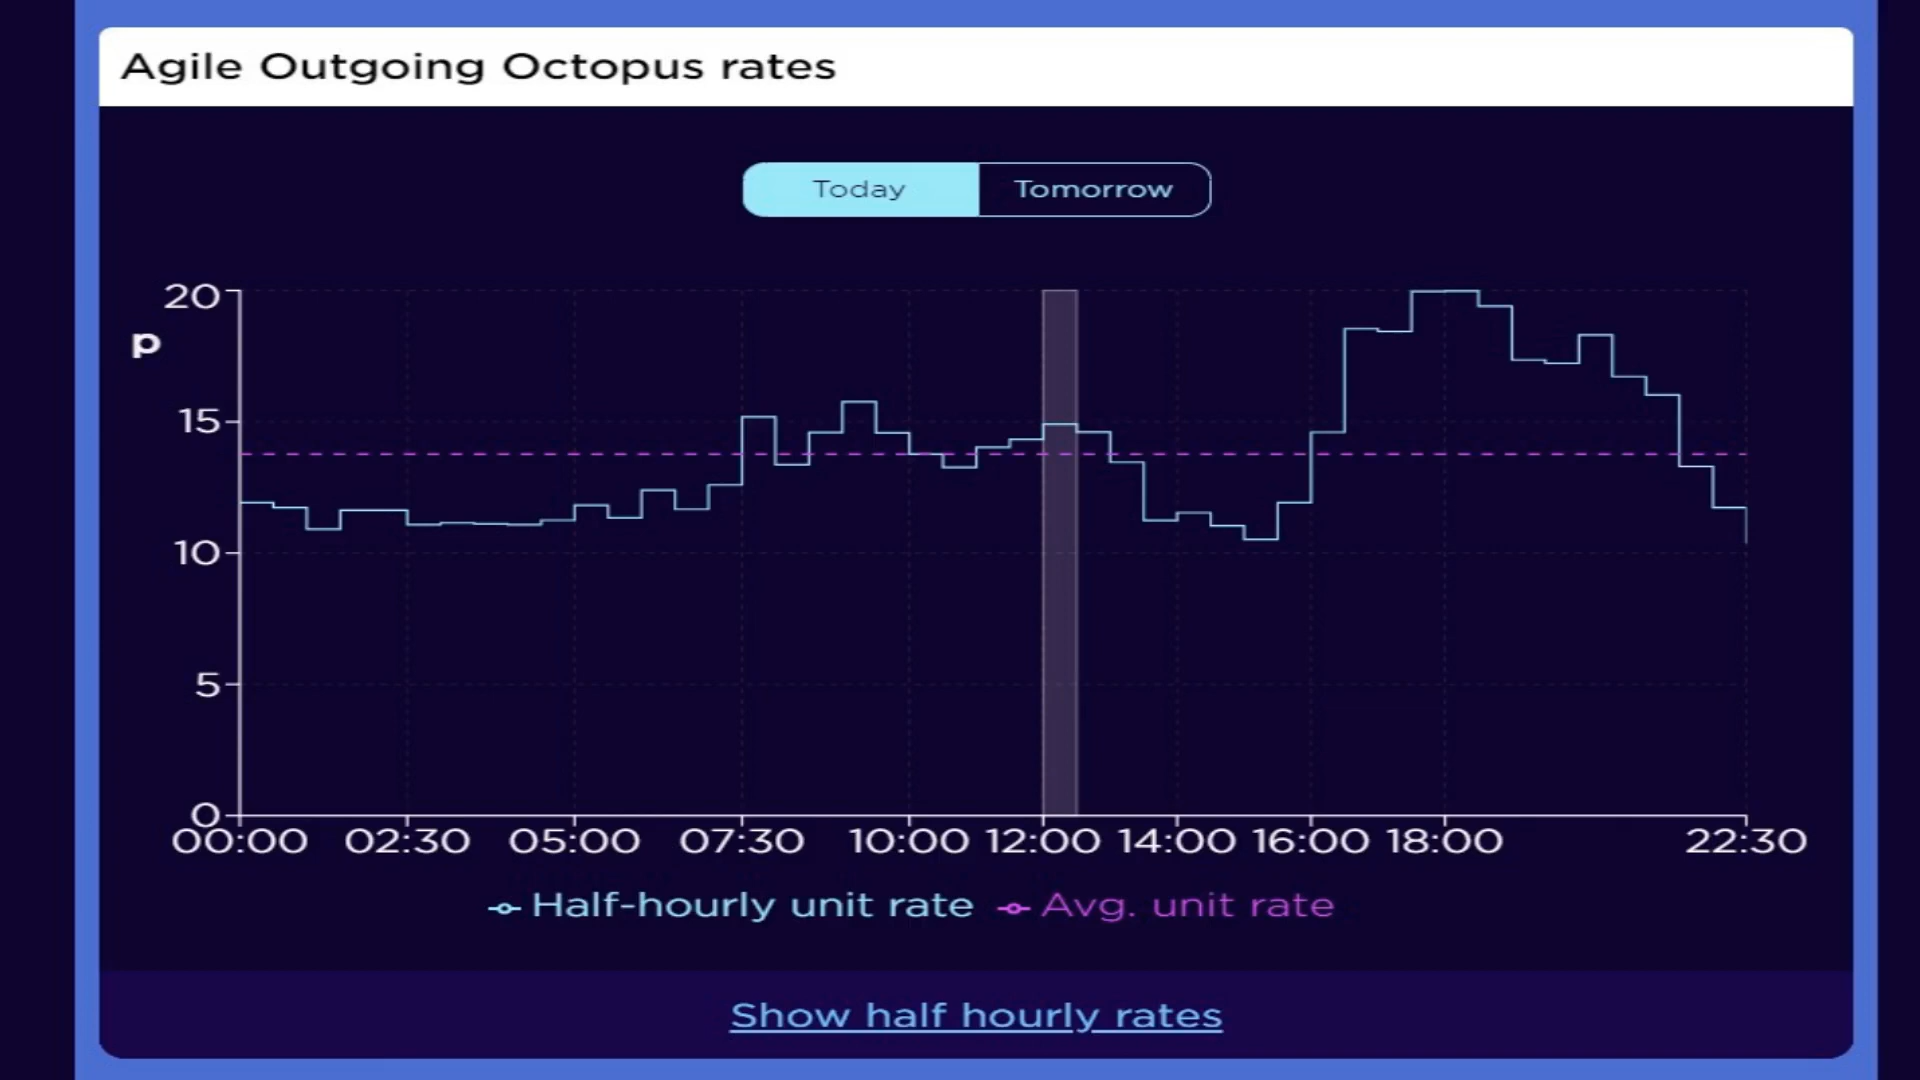 Agile Outgoing Octopus rates
Today Tomorrow
20
p
15
10
5
0
00:00 02:30 05:00 07:30 10:00 12:00 14:00 16:00 18:00 22:30
Half-hourly unit rate Avg. unit rate
Show half hourly rates